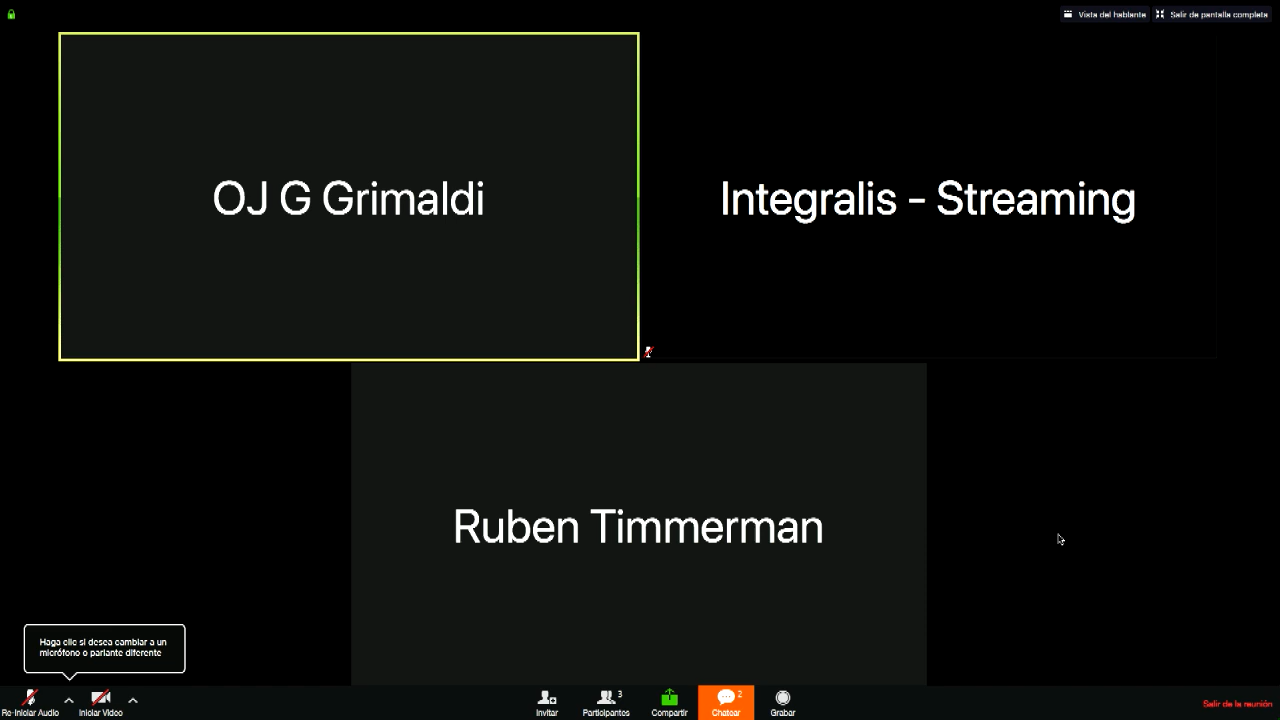 Vista del hablante
Salir de pantalla completa
OJ G Grimaldi
Integralis - Streaming
Ruben Timmerman
Haga clic si desea cambiar a un
micrófono o parlante diferente
Re-Iniciar Audio
Iniciar Video
Invitar
3
Participantes
Compartir
2
Chatear
Grabar
Salir de la reunión